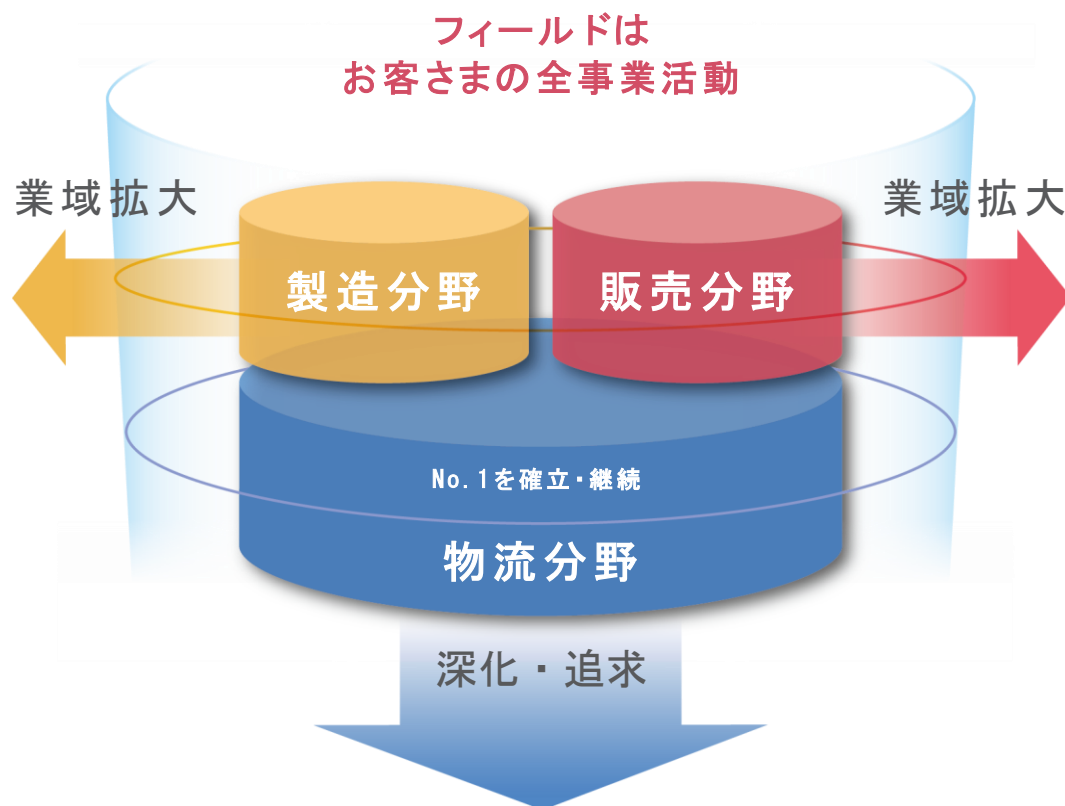 フィールドは
お客さまの全事業活動
業域拡大
業域拡大
製造分野
販売分野
No.1を確立・継続
物流分野
深化・追求